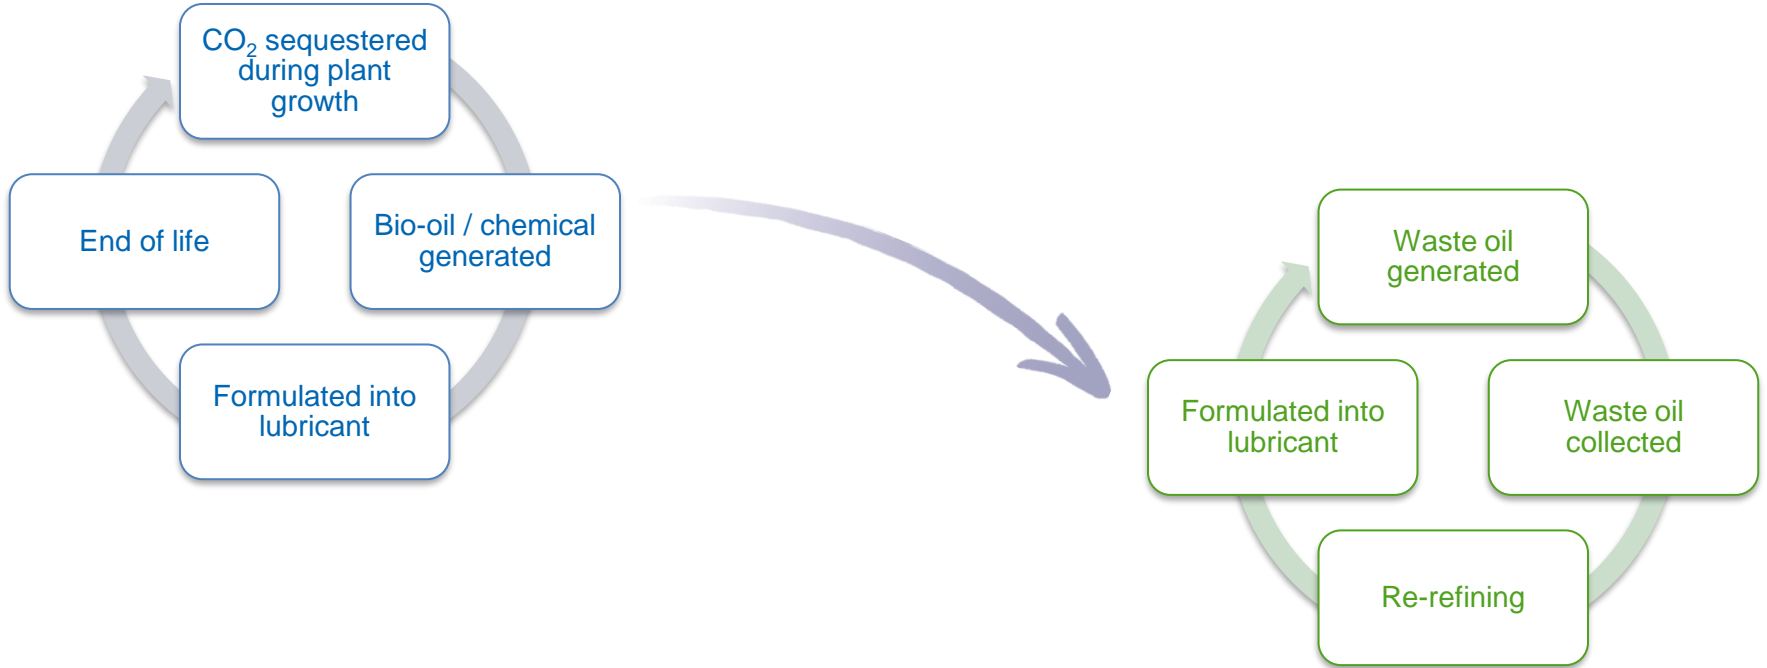 CO₂ sequestered
during plant
growth
End of life
Bio-oil / chemical
generated
Formulated into
lubricant
Waste oil
generated
Formulated into
lubricant
Waste oil
collected
Re-refining